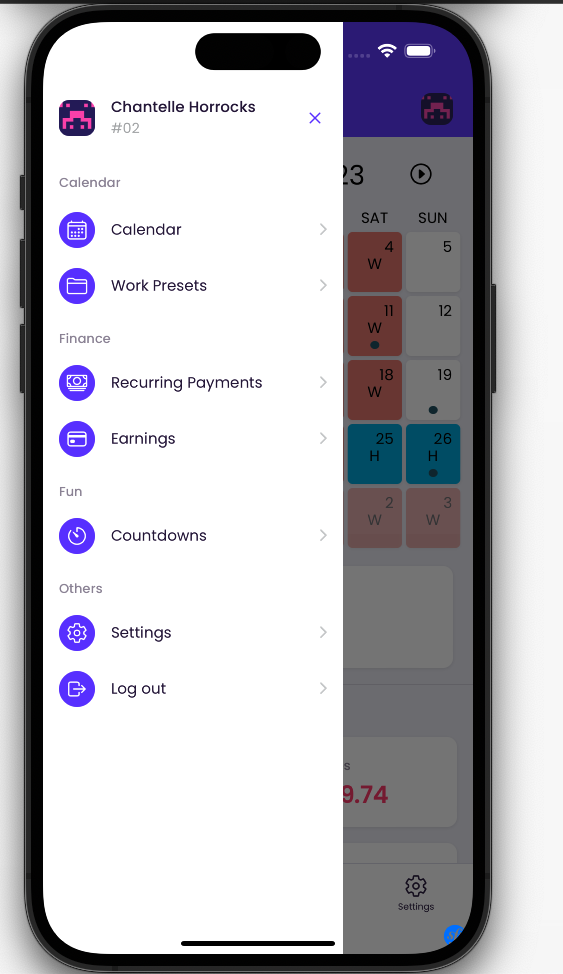 Chantelle Horrocks
#02
Calendar
Calendar
Work Presets
Finance
Recurring Payments
Earnings
Fun
Countdowns
Others
Settings
Log out
23
SAT SUN
4 5
W
11 12
W
18 19
W
25 26
H H
2 3
W W
s
9.74
Settings